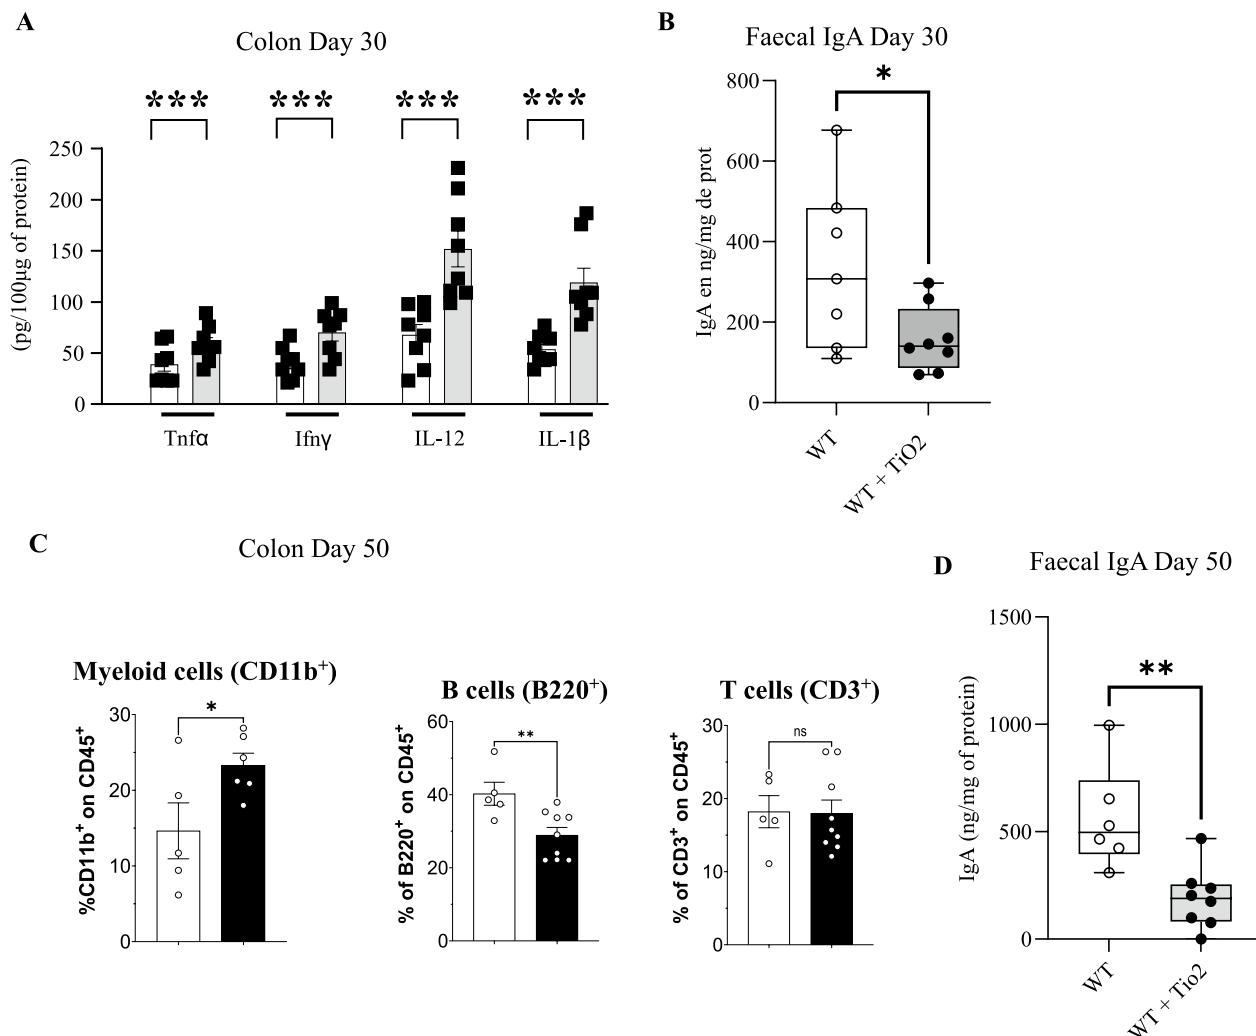 A
Colon Day 30
*** *** *** ***
(pg/100μg of protein)
250
200
150
100
50
0
Tnfα Ifnγ IL-12 IL-1β
B
Faecal IgA Day 30
*
IgA en ng/mg de prot
800
600
400
200
0
WT
WT + TiO2
C
Colon Day 50
Myeloid cells (CD11b⁺)
*
%CD11b⁺ on CD45⁺
30
20
10
0
B cells (B220⁺)
**
% of B220⁺ on CD45⁺
60
40
20
0
T cells (CD3⁺)
ns
% of CD3⁺ on CD45⁺
30
20
10
0
D
Faecal IgA Day 50
**
IgA (ng/mg of protein)
1500
1000
500
0
WT
WT + Tio2